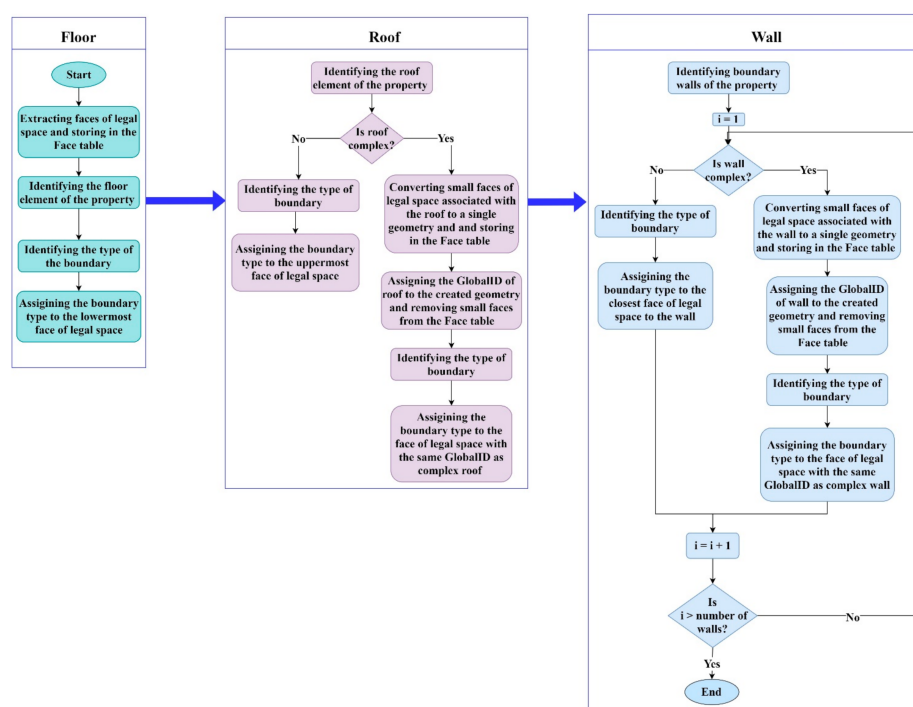 Floor
Start
Extracting faces of legal
space and storing in the
Face table
Identifying the floor
element of the property
Identifying the type of
the boundary
Assigining the boundary
type to the lowermost
face of legal space
Roof
Identifying the roof
element of the property
Is roof
complex?
No
Yes
Identifying the type of
boundary
Assigining the boundary
type to the uppermost
face of legal space
Converting small faces of
legal space associated with
the roof to a single
geometry and and storing
in the Face table
Assigning the GlobalID of
roof to the created geometry
and removing small faces
from the Face table
Identifying the type of
boundary
Assigining the
boundary type to the
face of legal space with
the same GlobalID as
complex roof
Wall
Identifying boundary
walls of the property
i = 1
Is wall
complex?
No
Yes
Identifying the type of
boundary
Assigining the
boundary type to the
closest face of legal
space to the wall
Converting small faces of
legal space associated with
the wall to a single geometry
and storing in the Face table
Assigning the GlobalID
of wall to the created
geometry and removing
small faces from the
Face table
Identifying the type of
boundary
Assigining the boundary
type to the face of legal
space with the same
GlobalID as complex wall
i = i + 1
Is
i > number of
walls?
No
Yes
End